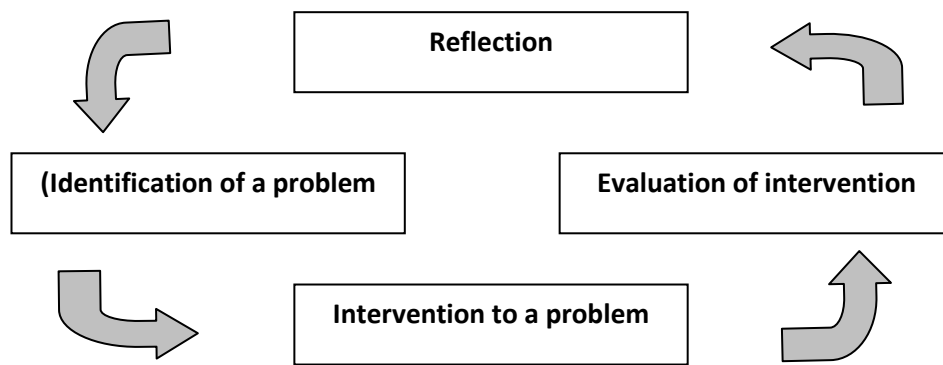 Reflection
(Identification of a problem
Evaluation of intervention
Intervention to a problem